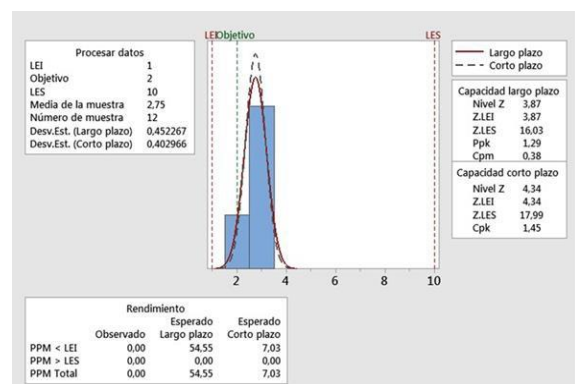 LEI Objetivo LES
Procesar datos
LEI 1
Objetivo 2
LES 10
Media de la muestra 2,75
Número de muestra 12
Desv.Est. (Largo plazo) 0,452267
Desv.Est. (Corto plazo) 0,402966
Largo plazo
Corto plazo
Capacidad largo plazo
Nivel Z 3,87
Z.LEI 3,87
Z.LES 16,03
Ppk 1,29
Cpm 0,38
Capacidad corto plazo
Nivel Z 4,34
Z.LEI 4,34
Z.LES 17,99
Cpk 1,45
2 4 6 8 10
Rendimiento
Esperado Esperado
Observado Largo plazo Corto plazo
PPM < LEI 0,00 54,55 7,03
PPM > LES 0,00 0,00 0,00
PPM Total 0,00 54,55 7,03